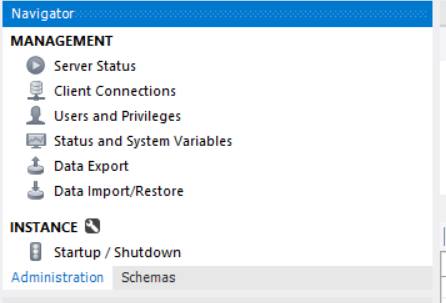 Navigator
MANAGEMENT
Server Status
Client Connections
Users and Privileges
Status and System Variables
Data Export
Data Import/Restore
INSTANCE
Startup / Shutdown
Administration Schemas